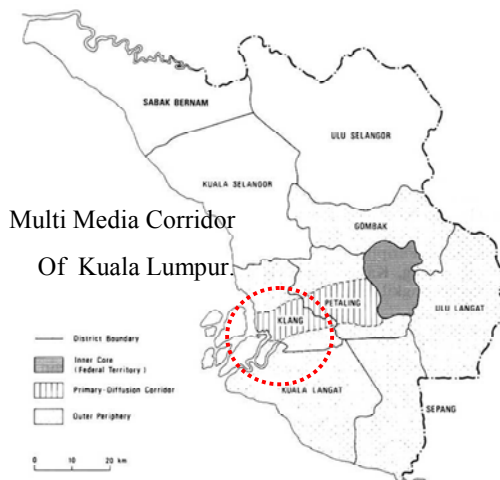 SABAK BERNAM
ULU SELANGOR
KUALA SELANGOR
Multi Media Corridor
Of Kuala Lumpur.
GOMBAK
PETALING
KLANG
ULU LANGAT
KUALA LANGAT
SEPANG
District Boundary
Inner Core
(Federal Territory)
Primary-Diffusion Corridor
Outer Periphery
0 10 20 km